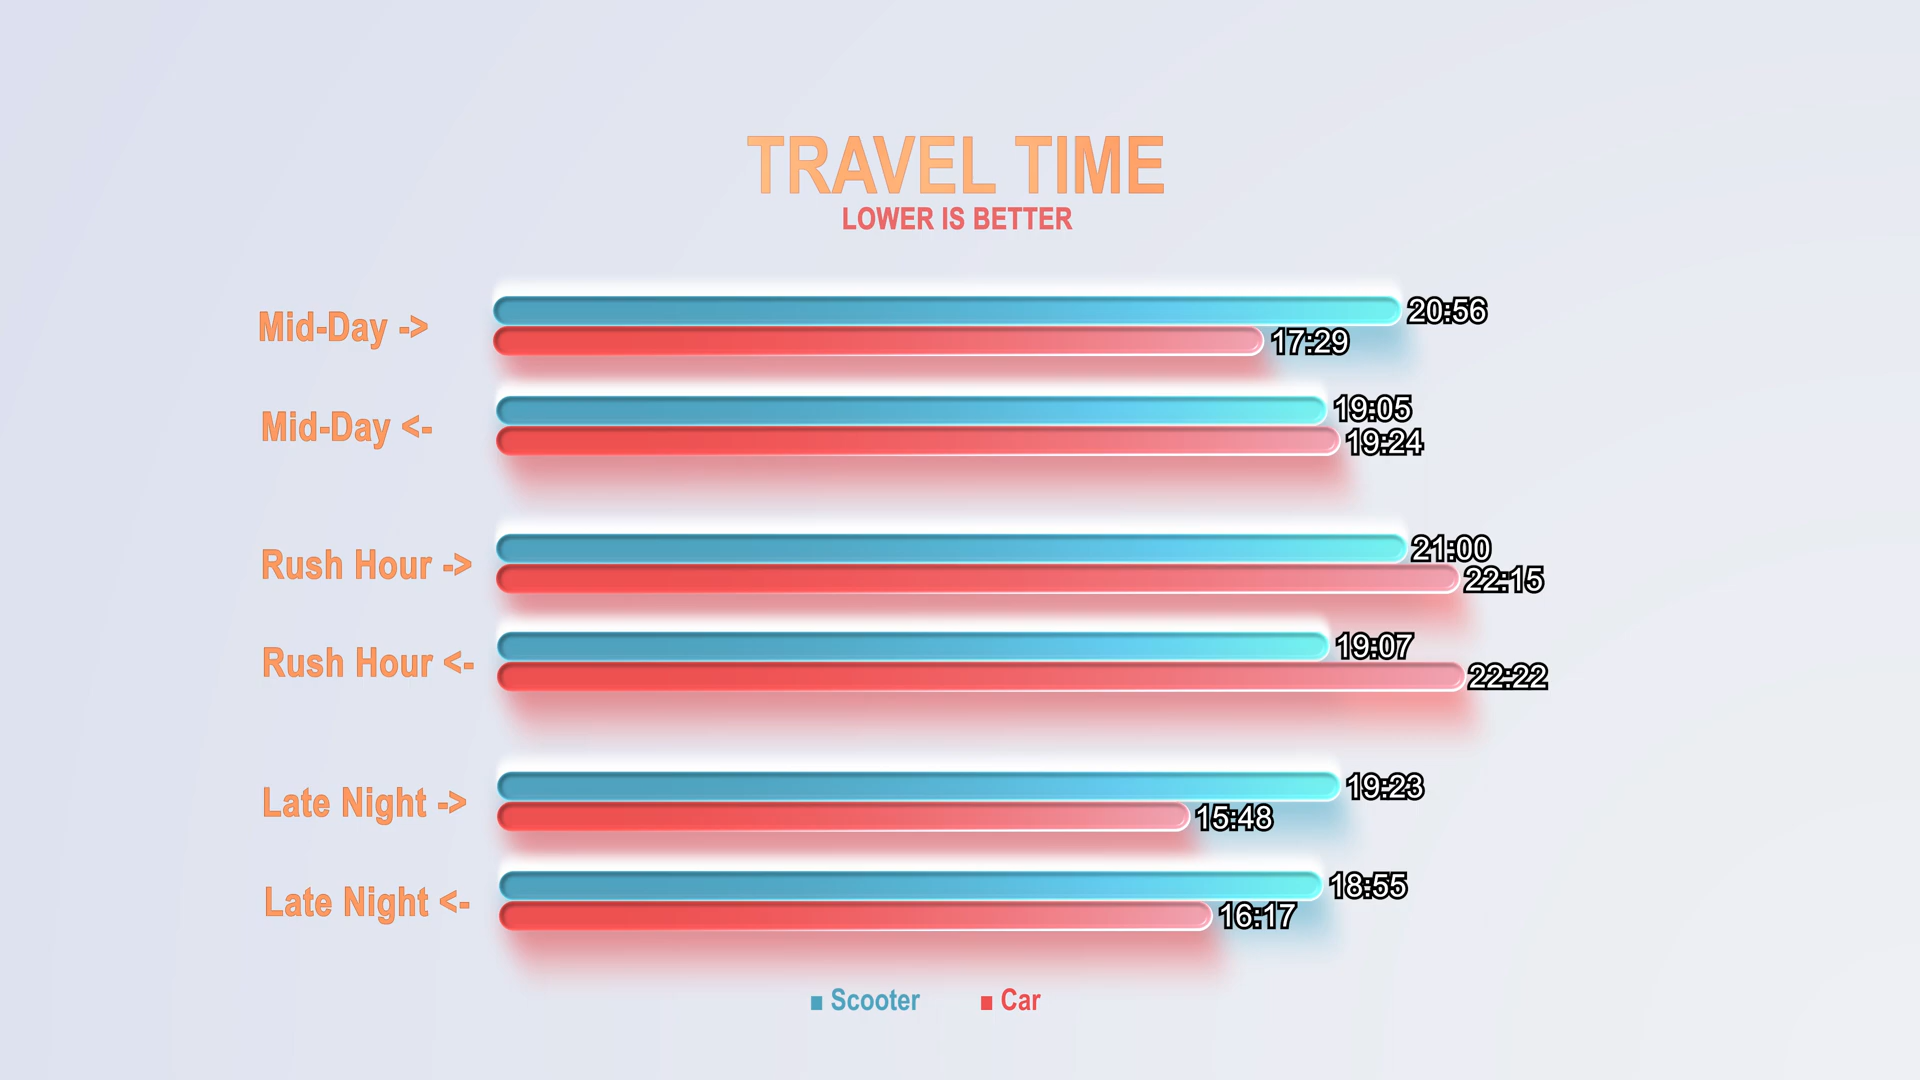 TRAVEL TIME
LOWER IS BETTER
Mid-Day -> 20:56
17:29
Mid-Day <- 19:05
19:24
Rush Hour -> 21:00
22:15
Rush Hour <- 19:07
22:22
Late Night -> 19:23
15:48
Late Night <- 18:55
16:17
Scooter Car